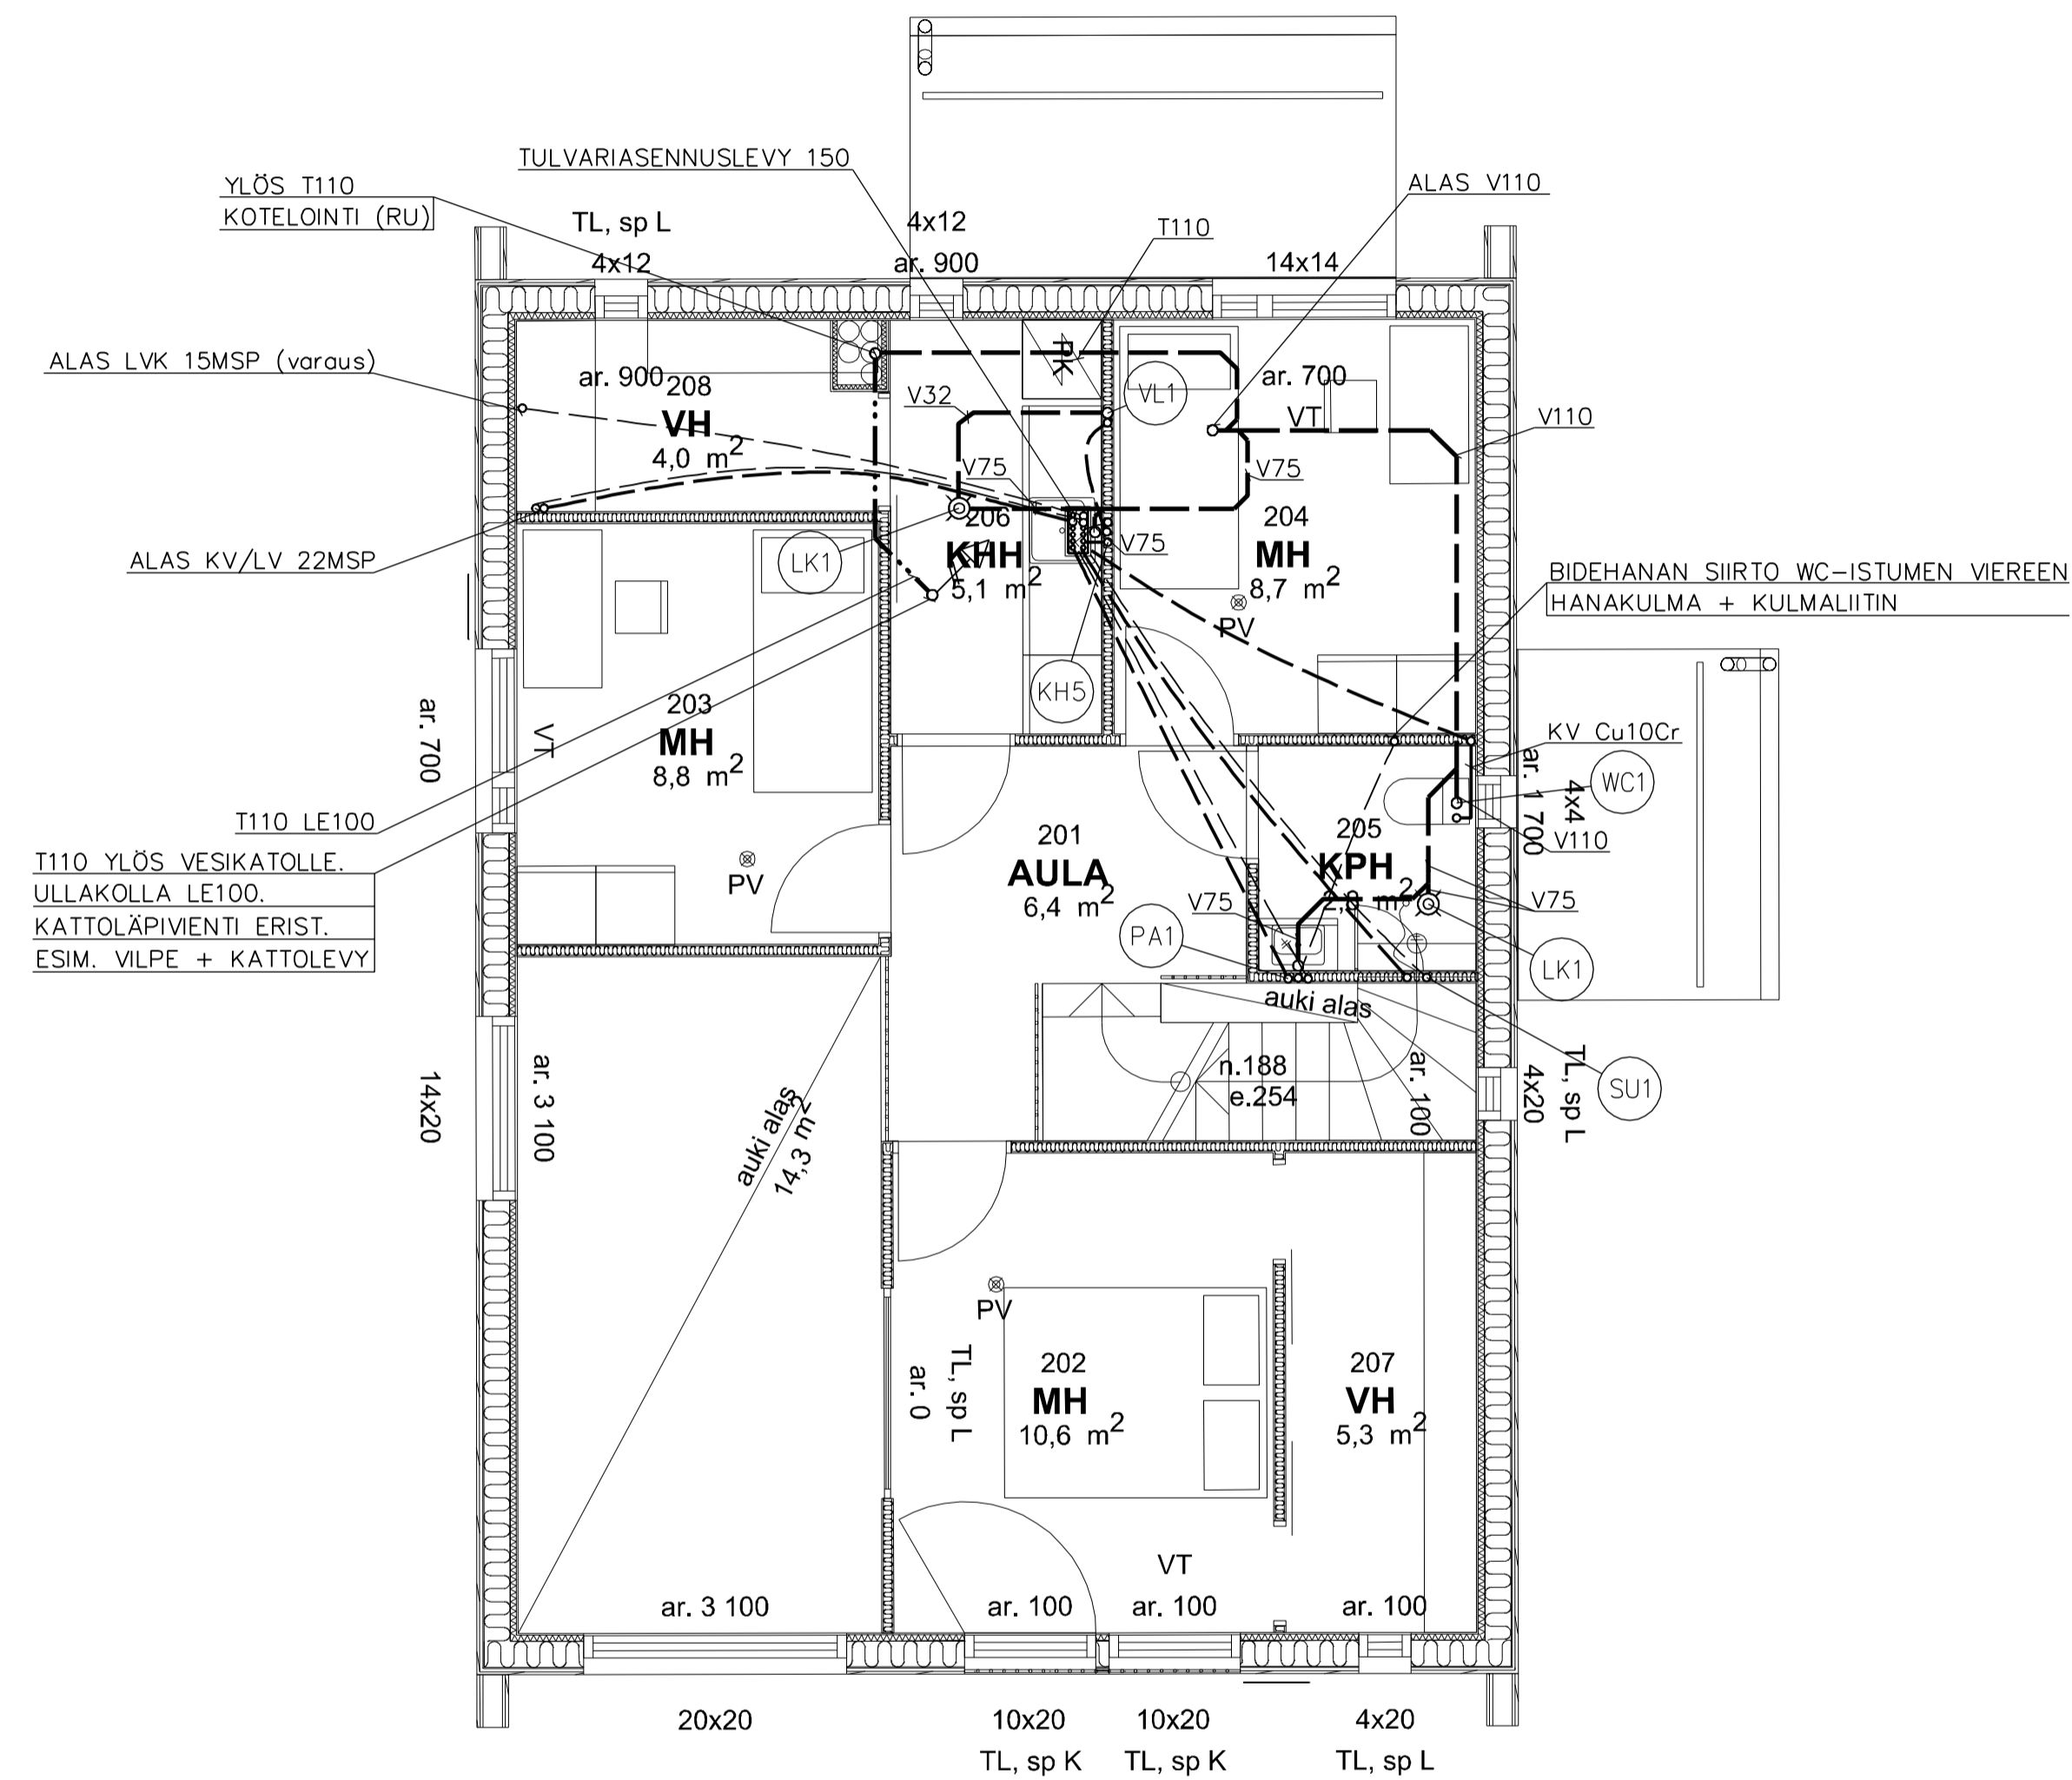 TULVARIASENNUSLEVY 150
YLÖS T110
KOTELOINTI (RU)
ALAS V110
TL, sp L
4x12
T110
4x12
ar. 900
14x14
ALAS LVK 15MSP (varaus)
ar. 900
208
VH
4,0 m2
PK
V32
VL1
ar. 700
VT
V110
V75
V75
ALAS KV/LV 22MSP
LK1
206
KHH
5,1 m2
V75
204
MH
8,7 m2
PV
BIDEHANAN SIIRTO WC-ISTUMEN VIEREEN
HANAKULMA + KULMALIITIN
KH5
ar. 700
VT
203
MH
8,8 m2
PV
KV Cu10Cr
WC1
ar. 1 700
4x4
V110
T110 LE100
T110 YLÖS VESIKATOLLE.
ULLAKOLLA LE100.
KATTOLÄPIVIENTI ERIST.
ESIM. VILPE + KATTOLEVY
201
AULA
6,4 m2
205
KPH
m2
V75
V75
PA1
LK1
auki alas
n.188
e.254
ar. 100
4x20
TL, sp L
SU1
14x20
ar. 3 100
auki alas
14,3 m2
PV
ar. 0
TL, sp L
202
MH
10,6 m2
207
VH
5,3 m2
VT
ar. 3 100
ar. 100
ar. 100
ar. 100
20x20
10x20
10x20
4x20
TL, sp K
TL, sp K
TL, sp L